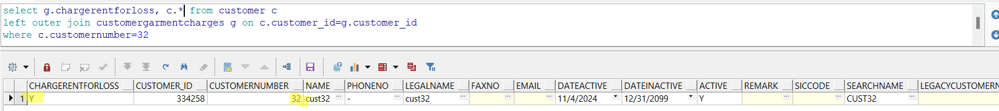 select g.chargerentforloss, c.* from customer c
left outer join customergarmentcharges g on c.customer_id=g.customer_id
where c.customernumber=32
CHARGERENTFORLOSS CUSTOMER_ID CUSTOMERNUMBER NAME PHONENO LEGALNAME FAXNO EMAIL DATEACTIVE DATEINACTIVE ACTIVE REMARK SICCODE SEARCHNAME LEGACYCUSTOMERN
1 Y 334258 32 cust32 - cust32 11/4/2024 12/31/2099 Y CUST32